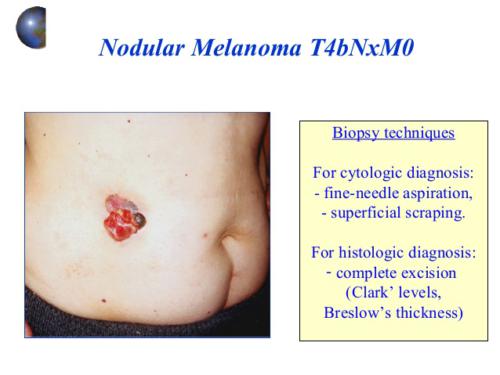 Nodular Melanoma T4bNxM0
Biopsy techniques
For cytologic diagnosis:
- fine-needle aspiration,
- superficial scraping.
For histologic diagnosis:
- complete excision
(Clark’ levels,
Breslow’s thickness)